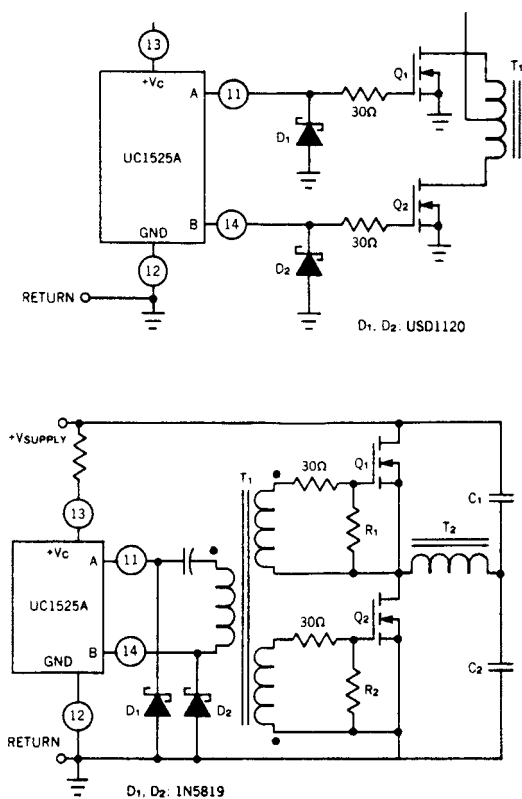 13
+VC
A
11
30Ω
Q1
T1
D1
UC1525A
B
14
30Ω
Q2
GND
12
D2
RETURN
D1, D2: USD1120
+VSUPPLY
13
+VC
A
11
UC1525A
B
14
GND
12
RETURN
D1
D2
T1
30Ω
Q1
R1
C1
T2
30Ω
Q2
R2
C2
D1, D2: 1N5819